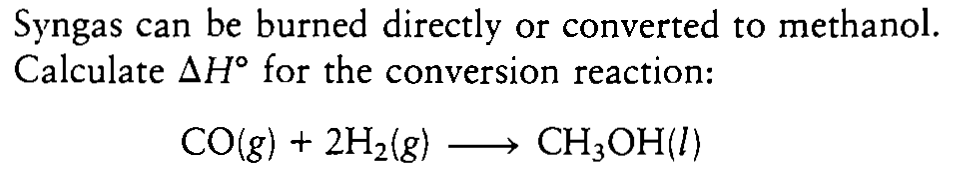 Syngas can be burned directly or converted to methanol.
Calculate ΔH° for the conversion reaction:
CO(g) + 2H₂(g) ⟶ CH₃OH(l)